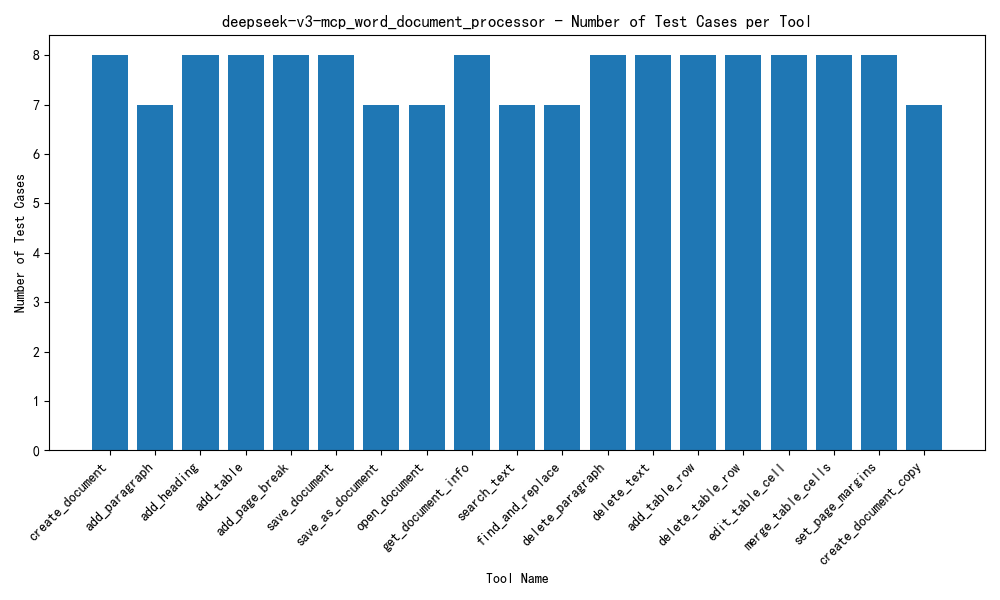 deepseek-v3-mcp_word_document_processor - Number of Test Cases per Tool
Number of Test Cases
8
7
6
5
4
3
2
1
0
create_document
add_paragraph
add_heading
add_table
add_page_break
save_document
save_as_document
open_document
get_document_info
search_text
find_and_replace
delete_paragraph
delete_text
add_table_row
delete_table_row
edit_table_cell
merge_table_cells
set_page_margins
create_document_copy
Tool Name